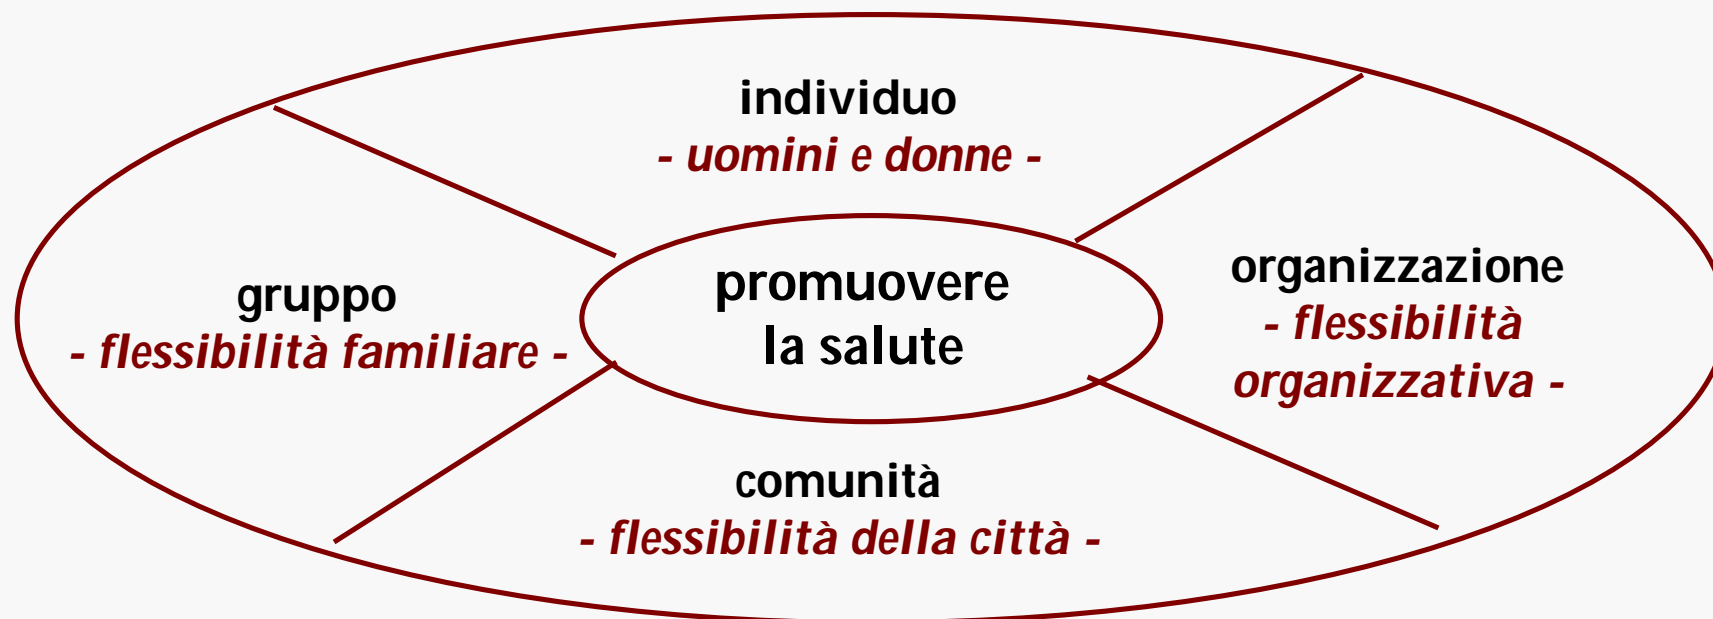 individuo
- uomini e donne -
gruppo
- flessibilità familiare -
promuovere
la salute
organizzazione
- flessibilità
organizzativa -
comunità
- flessibilità della città -